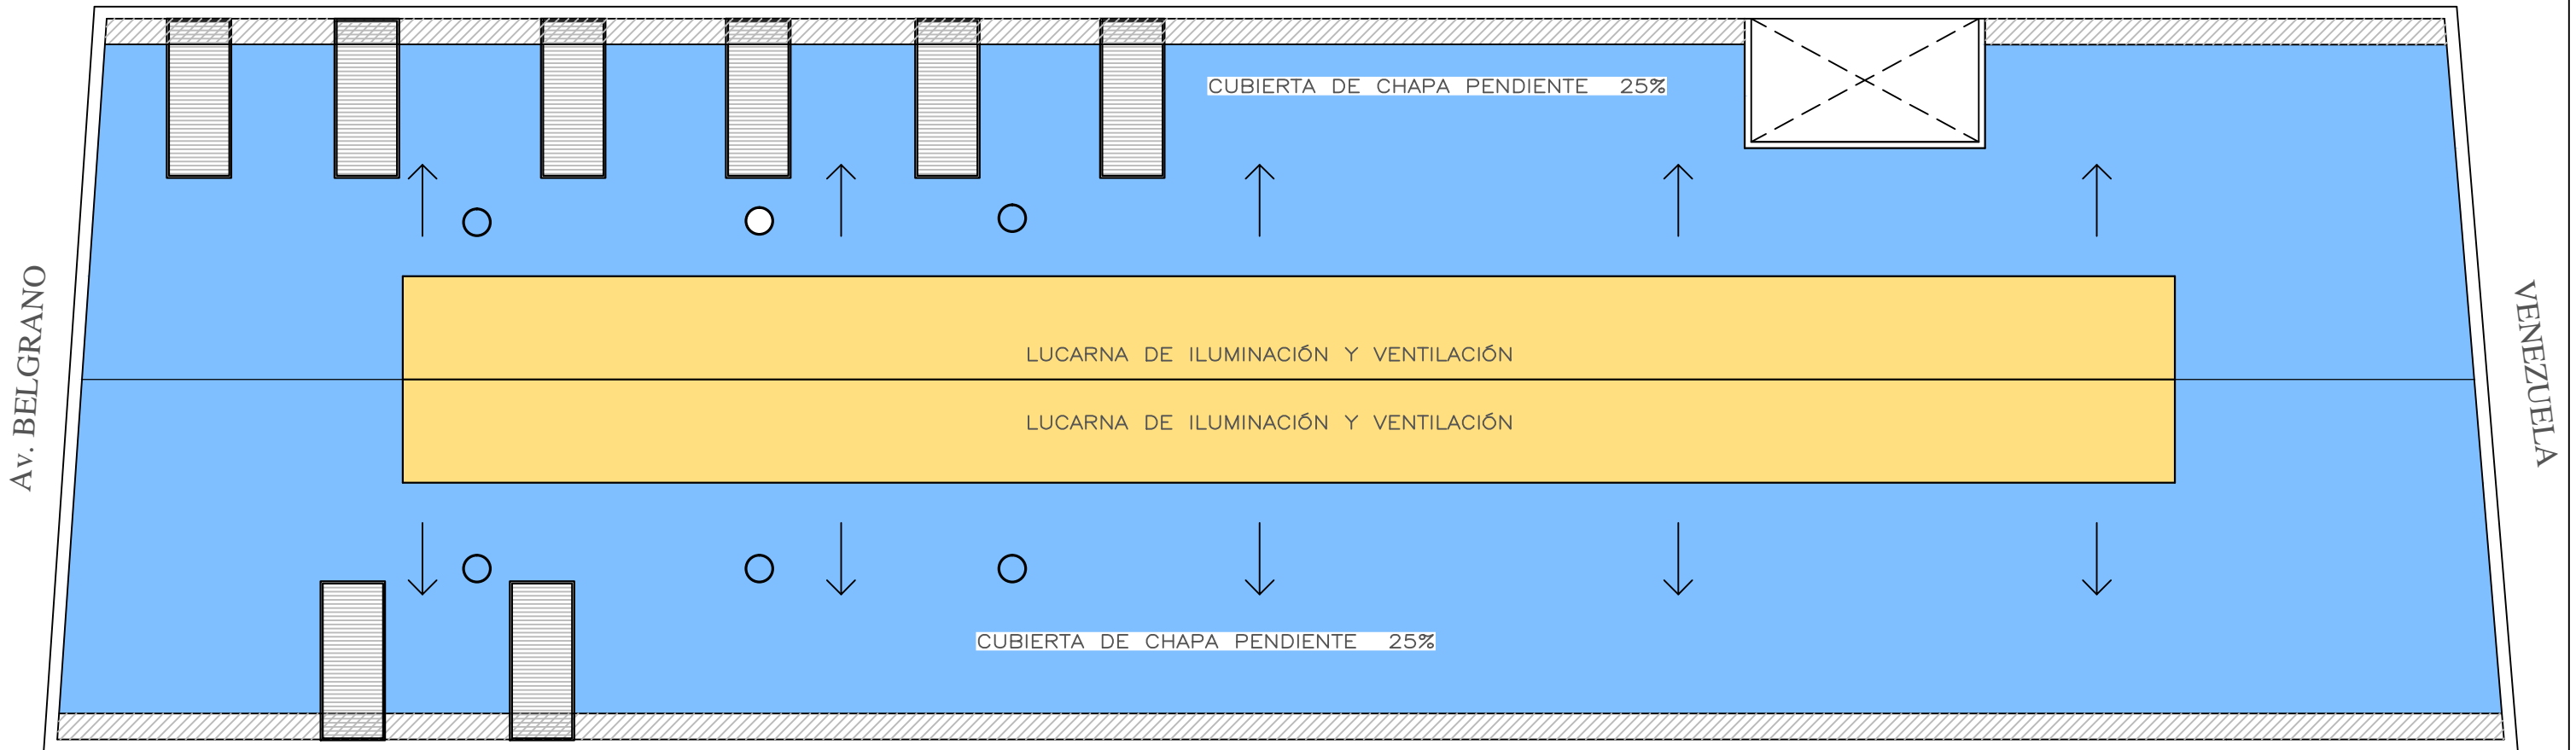 CUBIERTA DE CHAPA PENDIENTE 25%
Av. BELGRANO
LUCARNA DE ILUMINACIÓN Y VENTILACIÓN
LUCARNA DE ILUMINACIÓN Y VENTILACIÓN
VENEZUELA
CUBIERTA DE CHAPA PENDIENTE 25%